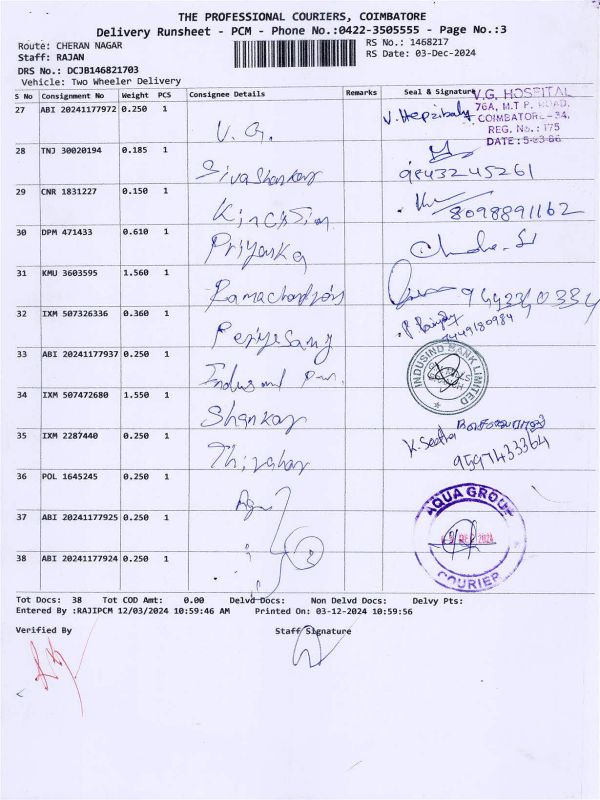 THE PROFESSIONAL COURIERS, COIMBATORE
Delivery Runsheet - PCM - Phone No.:0422-3505555 - Page No.:3
Route: CHERAN NAGAR
RS No.: 1468217
Staff: RAJAN
RS Date: 03-Dec-2024
DRS No.: DCJB146821703
Vehicle: Two Wheeler Delivery
S No Consignment No Weight PCS Consignee Details Remarks Seal & Signature
V.G. HOSPITAL
76A, M.T.P. ROAD,
COIMBATORE-34.
REG. No.: 175
DATE: 5-03-86
27 ABI 20241177972 0.250 1 V. G. V. Hepzibah
28 TNJ 30020194 0.185 1 Sivashankar 9843245261
29 CNR 1831227 0.150 1 8098891162
30 DPM 471433 0.610 1 Priyanka
31 KMU 3603595 1.560 1 Ramachandran
32 IXM 507326336 0.360 1
33 ABI 20241177937 0.250 1 INDUSIND BANK LIMITED
34 IXM 507472680 1.550 1 Shankar
35 IXM 2287440 0.250 1 K. Seetha 9597433364
36 POL 1645245 0.250 1 AQUA GROUP
37 ABI 20241177925 0.250 1 2024
38 ABI 20241177924 0.250 1 COURIER
Tot Docs: 38 Tot COD Amt: 0.00 Delvd Docs: Non Delvd Docs: Delvy Pts:
Entered By :RAJIPCM 12/03/2024 10:59:46 AM Printed On: 03-12-2024 10:59:56
Verified By Staff Signature